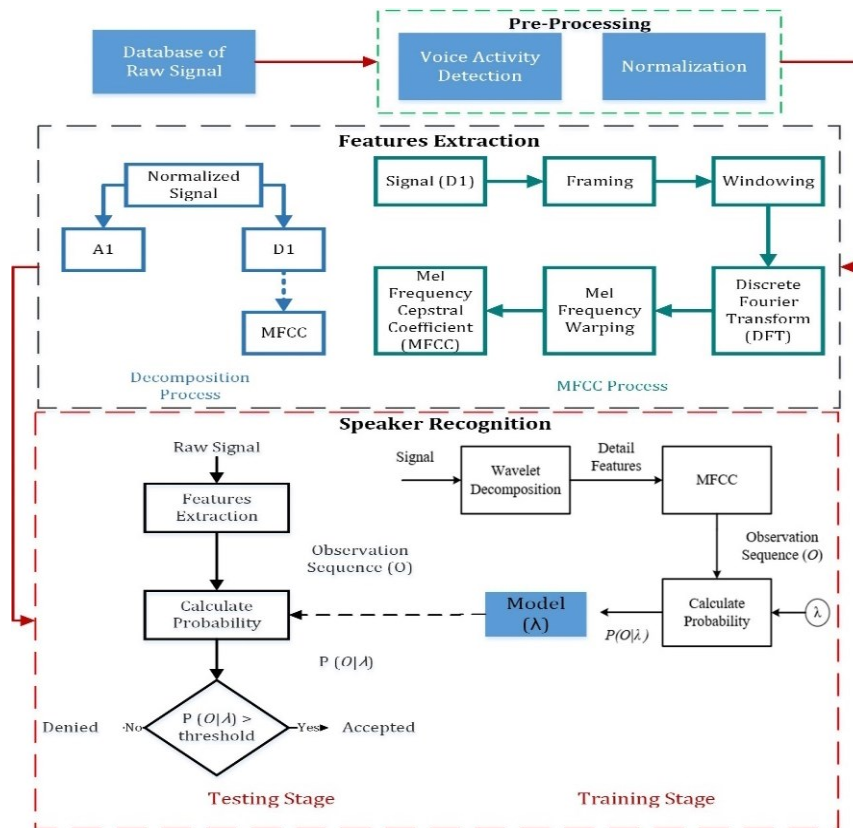 Pre-Processing
Database of
Raw Signal
Voice Activity
Detection
Normalization
Features Extraction
Normalized
Signal
A1
D1
MFCC
Decomposition
Process
Signal (D1)
Framing
Windowing
Mel
Frequency
Cepstral
Coefficient
(MFCC)
Mel
Frequency
Warping
Discrete
Fourier
Transform
(DFT)
MFCC Process
Speaker Recognition
Raw Signal
Features
Extraction
Observation
Sequence (O)
Calculate
Probability
P (O|λ)
P (O|λ) >
threshold
Denied
No
Yes
Accepted
Testing Stage
Signal
Wavelet
Decomposition
Detail
Features
MFCC
Observation
Sequence (O)
Model
(λ)
P(O|λ)
Calculate
Probability
λ
Training Stage